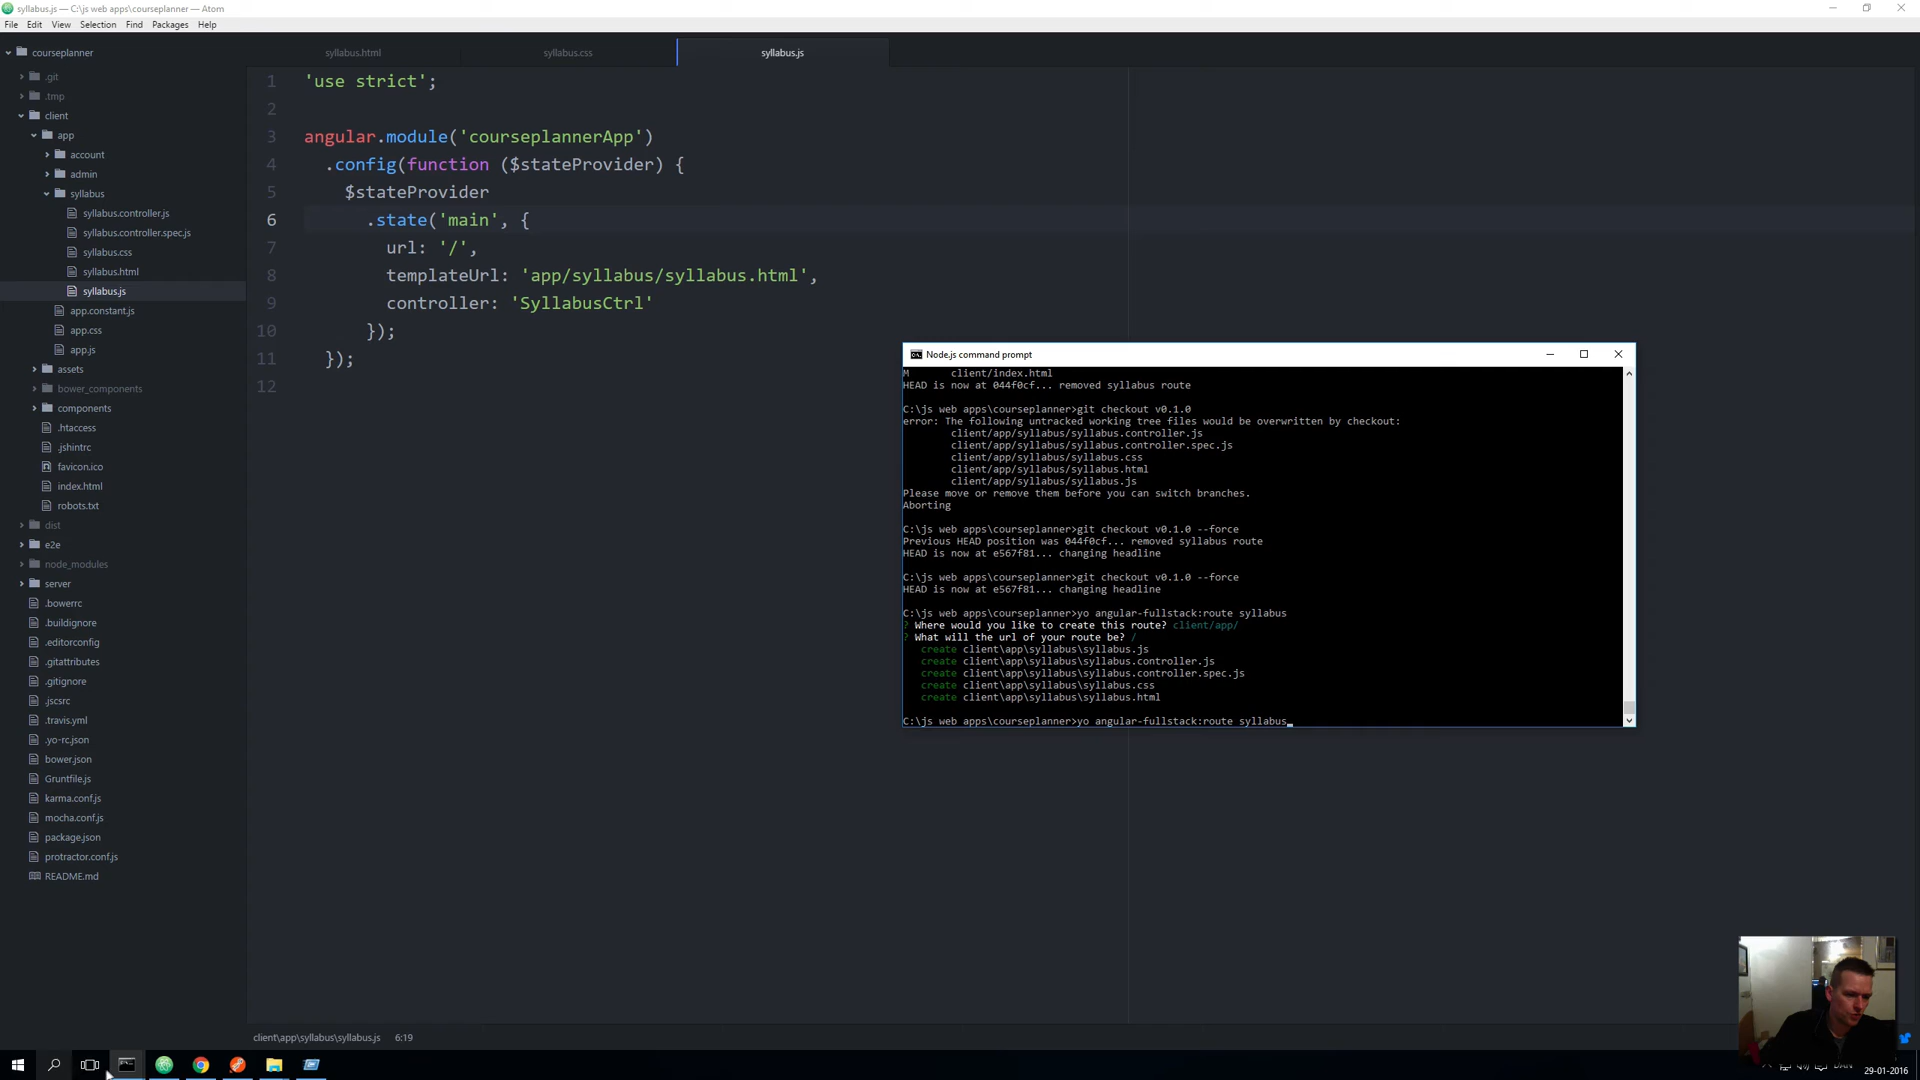 syllabus.js — C:\js web apps\courseplanner — Atom
File Edit View Selection Find Packages Help
courseplanner
.git
.tmp
client
app
account
admin
syllabus
syllabus.controller.js
syllabus.controller.spec.js
syllabus.css
syllabus.html
syllabus.js
app.constant.js
app.css
app.js
assets
bower_components
components
.htaccess
.jshintrc
favicon.ico
index.html
robots.txt
dist
e2e
node_modules
server
.bowerrc
.buildignore
.editorconfig
.gitattributes
.gitignore
.jscsrc
.travis.yml
.yo-rc.json
bower.json
Gruntfile.js
karma.conf.js
mocha.conf.js
package.json
protractor.conf.js
README.md
syllabus.html syllabus.css syllabus.js
1 'use strict';
2
3 angular.module('courseplannerApp')
4 .config(function ($stateProvider) {
5 $stateProvider
6 .state('main', {
7 url: '/',
8 templateUrl: 'app/syllabus/syllabus.html',
9 controller: 'SyllabusCtrl'
10 });
11 });
12
Node.js command prompt
M client/index.html
HEAD is now at 044f0cf... removed syllabus route
C:\js web apps\courseplanner>git checkout v0.1.0
error: The following untracked working tree files would be overwritten by checkout:
client/app/syllabus/syllabus.controller.js
client/app/syllabus/syllabus.controller.spec.js
client/app/syllabus/syllabus.css
client/app/syllabus/syllabus.html
client/app/syllabus/syllabus.js
Please move or remove them before you can switch branches.
Aborting
C:\js web apps\courseplanner>git checkout v0.1.0 --force
Previous HEAD position was 044f0cf... removed syllabus route
HEAD is now at e567f81... changing headline
C:\js web apps\courseplanner>git checkout v0.1.0 --force
HEAD is now at e567f81... changing headline
C:\js web apps\courseplanner>yo angular-fullstack:route syllabus
? Where would you like to create this route? client/app/
? What will the url of your route be? /
create client\app\syllabus\syllabus.js
create client\app\syllabus\syllabus.controller.js
create client\app\syllabus\syllabus.controller.spec.js
create client\app\syllabus\syllabus.css
create client\app\syllabus\syllabus.html
C:\js web apps\courseplanner>yo angular-fullstack:route syllabus_
client\app\syllabus\syllabus.js 6:19
29-01-2016